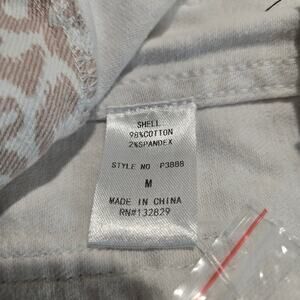 SHELL
98%COTTON
2%SPANDEX
STYLE NO P3888
M
MADE IN CHINA
RN#132829